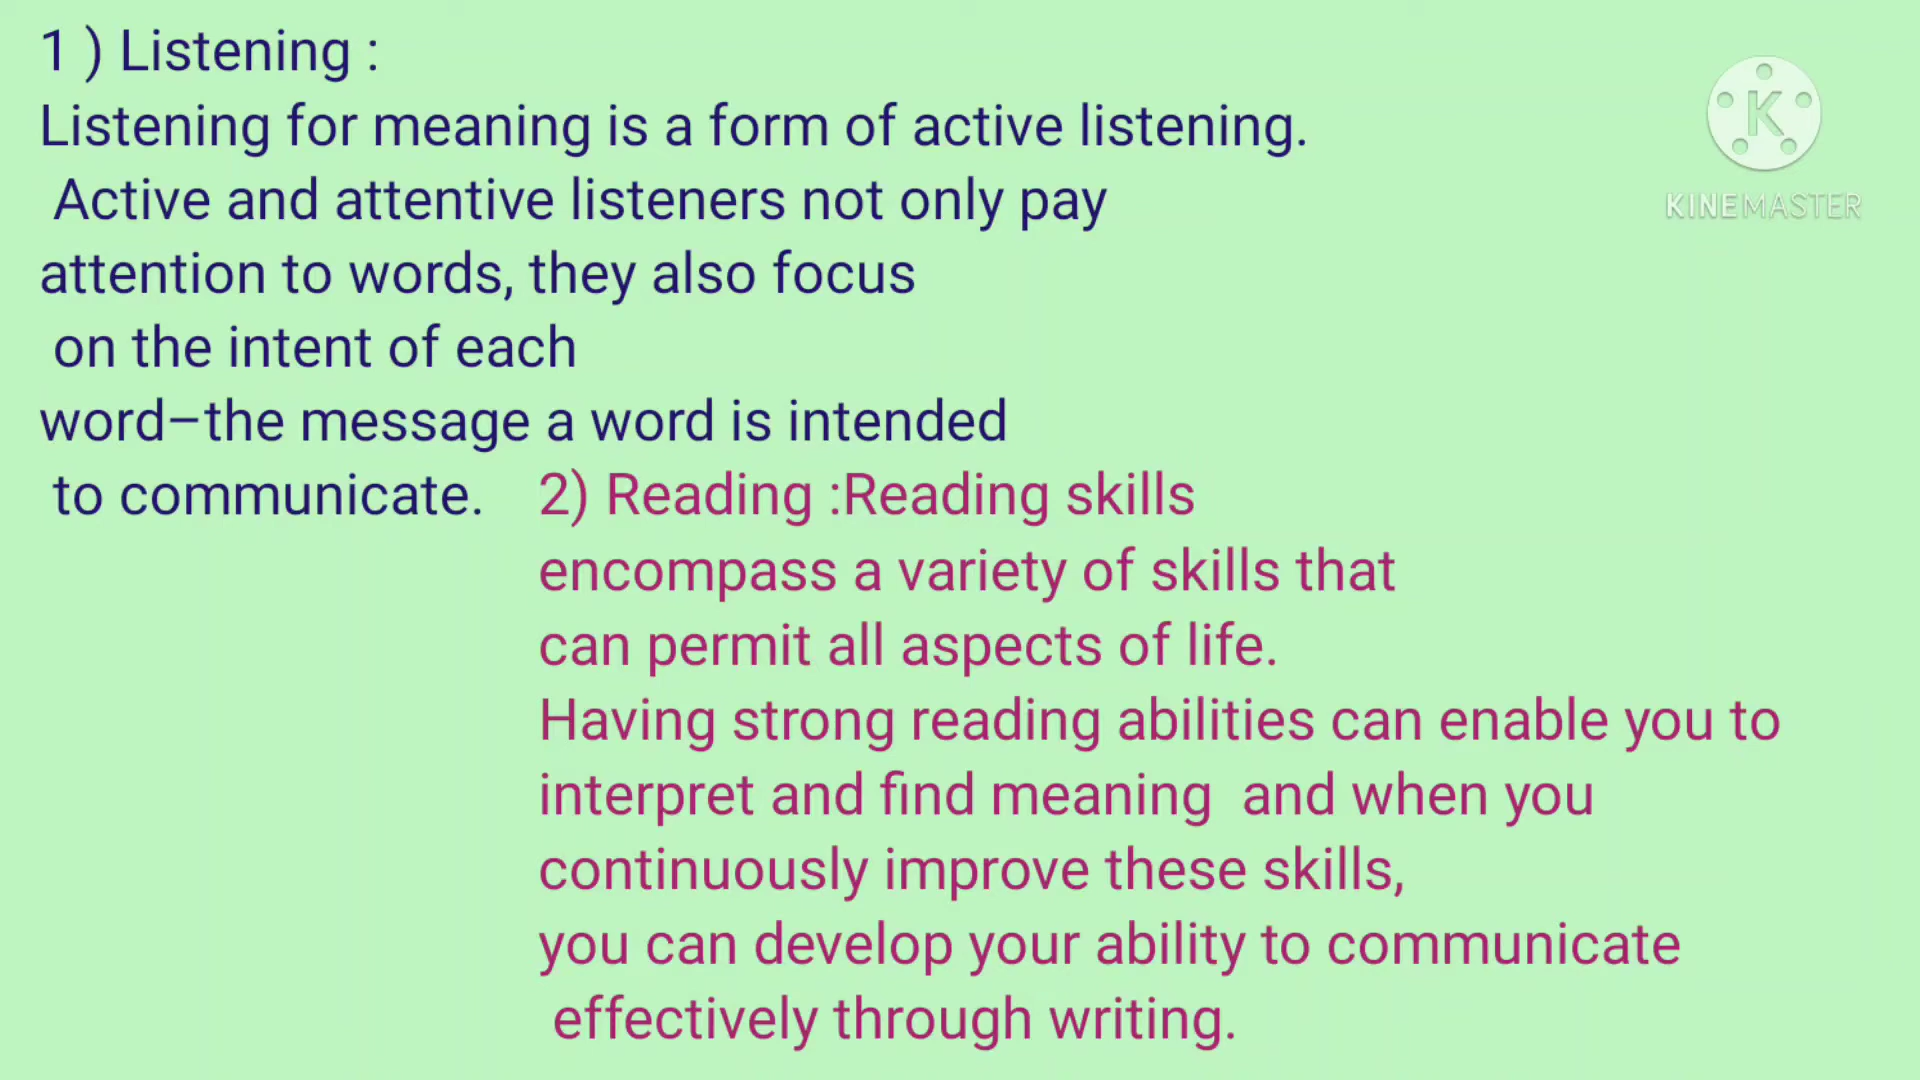 1 ) Listening :
Listening for meaning is a form of active listening.
Active and attentive listeners not only pay
attention to words, they also focus
on the intent of each
word–the message a word is intended
to communicate.
2) Reading :Reading skills
encompass a variety of skills that
can permit all aspects of life.
Having strong reading abilities can enable you to
interpret and find meaning  and when you
continuously improve these skills,
you can develop your ability to communicate
effectively through writing.
K
KINEMASTER